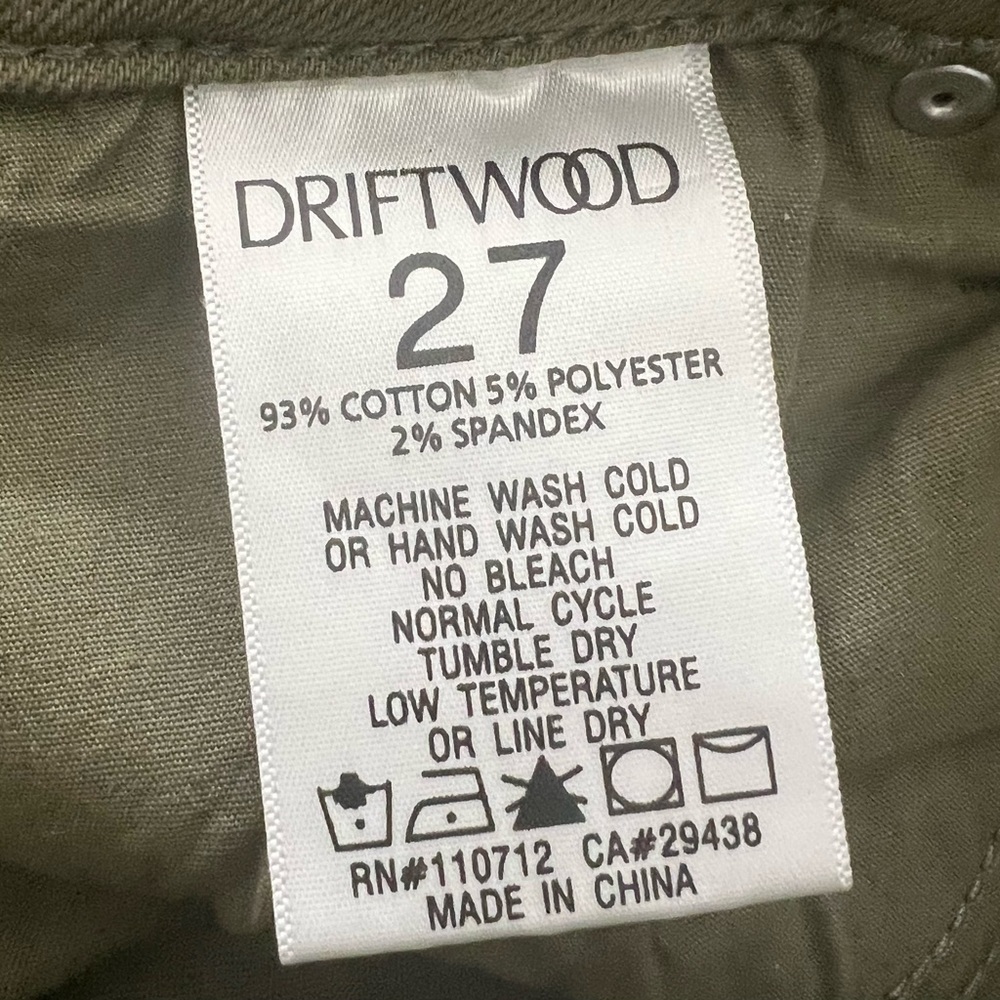 DRIFTWOOD
27
93% COTTON 5% POLYESTER
2% SPANDEX
MACHINE WASH COLD
OR HAND WASH COLD
NO BLEACH
NORMAL CYCLE
TUMBLE DRY
LOW TEMPERATURE
OR LINE DRY
RN#110712 CA#29438
MADE IN CHINA